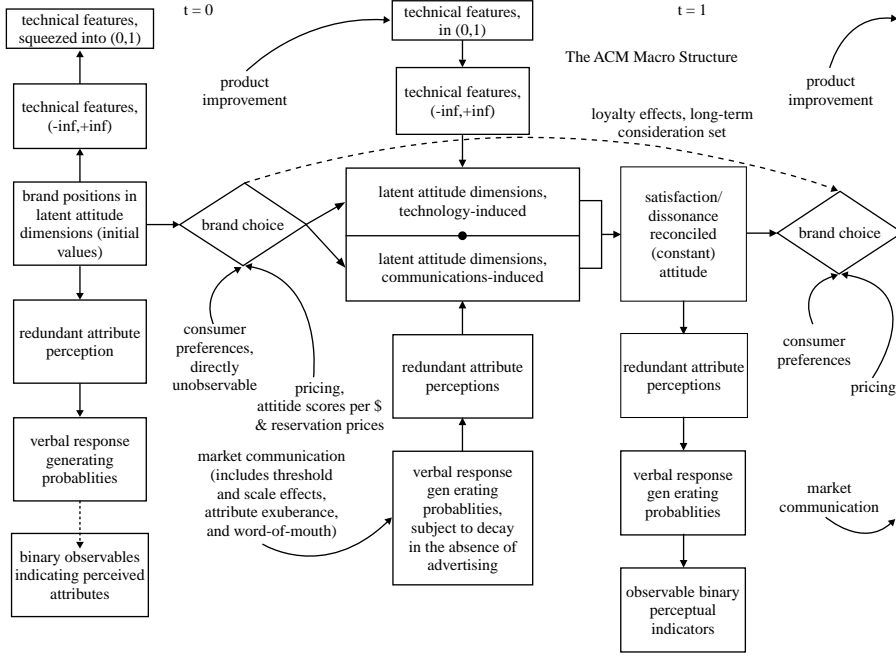 t = 0
t = 1
technical features,
squeezed into (0,1)
technical features,
(-inf,+inf)
brand positions in
latent attitude
dimensions (initial
values)
redundant attribute
perception
verbal response
generating
probablities
binary observables
indicating perceived
attributes
product
improvement
brand choice
consumer
preferences,
directly
unobservable
pricing,
attitide scores per $
& reservation prices
market communication
(includes threshold
and scale effects,
attribute exuberance,
and word-of-mouth)
technical features,
in (0,1)
technical features,
(-inf,+inf)
latent attitude dimensions,
technology-induced
latent attitude dimensions,
communications-induced
redundant attribute
perceptions
verbal response
gen erating
probablities,
subject to decay
in the absence of
advertising
The ACM Macro Structure
loyalty effects, long-term
consideration set
satisfaction/
dissonance
reconciled
(constant)
attitude
redundant attribute
perceptions
verbal response
gen erating
probablities
observable binary
perceptual
indicators
product
improvement
brand choice
consumer
preferences
pricing
market
communication